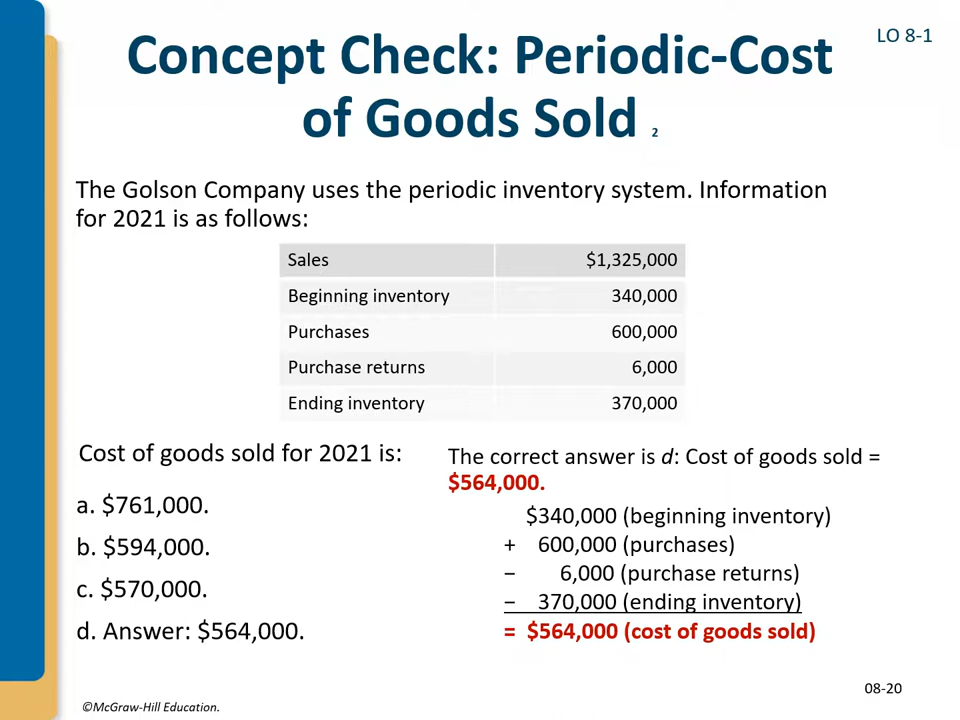 LO 8-1
Concept Check: Periodic-Cost
of Goods Sold 2
The Golson Company uses the periodic inventory system. Information
for 2021 is as follows:
Sales $1,325,000
Beginning inventory 340,000
Purchases 600,000
Purchase returns 6,000
Ending inventory 370,000
Cost of goods sold for 2021 is:
a. $761,000.
b. $594,000.
c. $570,000.
d. Answer: $564,000.
The correct answer is d: Cost of goods sold =
$564,000.
$340,000 (beginning inventory)
+ 600,000 (purchases)
− 6,000 (purchase returns)
− 370,000 (ending inventory)
= $564,000 (cost of goods sold)
08-20
©McGraw-Hill Education.